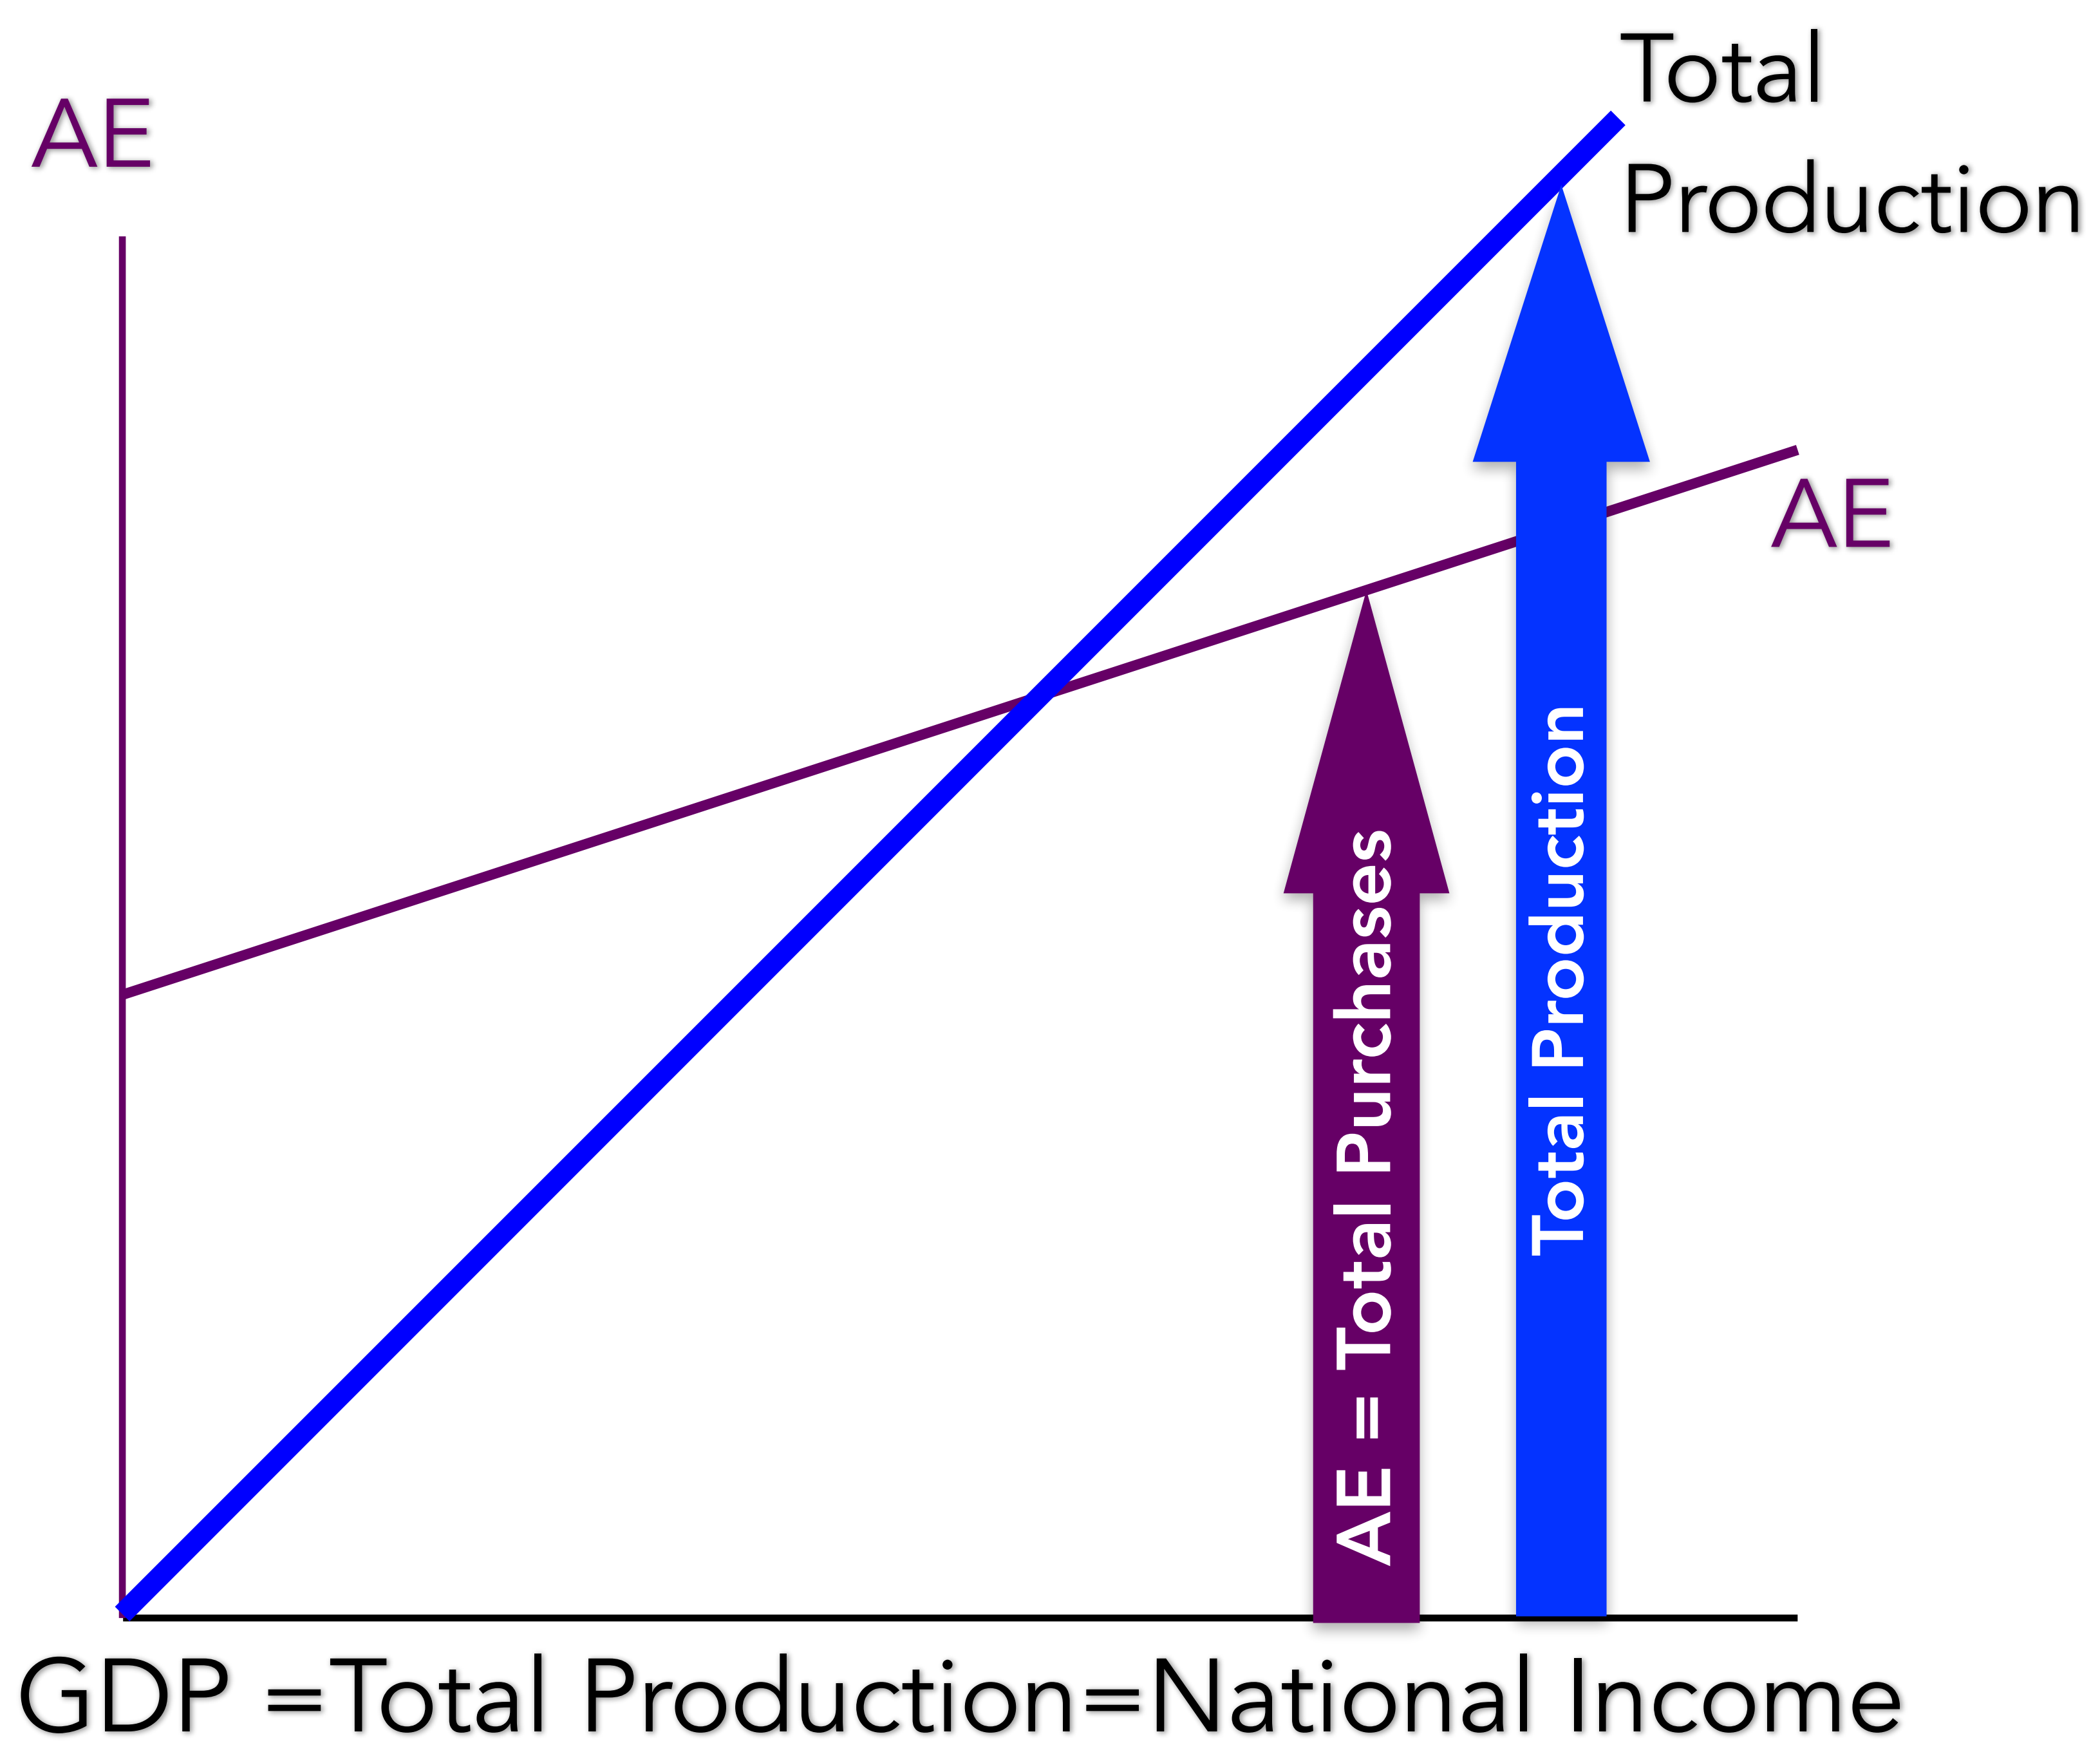 Total
Production
AE
AE
AE = Total Purchases
Total Production
GDP =Total Production=National Income